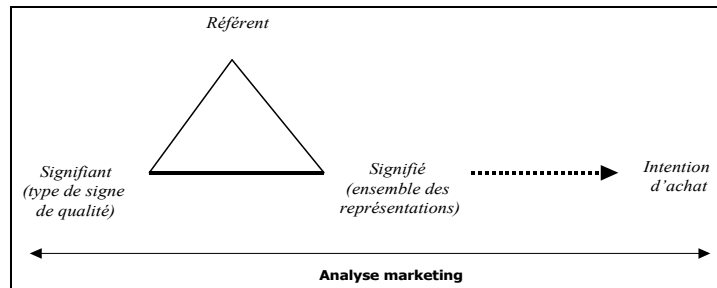 Référent
Signifiant
(type de signe
de qualité)
Signifié
(ensemble des
représentations)
Intention
d’achat
Analyse marketing